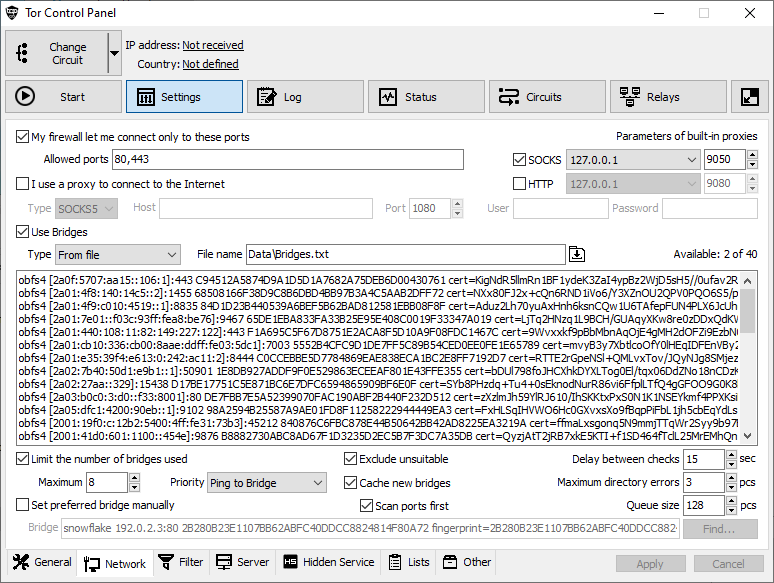 Tor Control Panel
Change Circuit
IP address: Not received
Country: Not defined
Start
Settings
Log
Status
Circuits
Relays
My firewall let me connect only to these ports
Parameters of built-in proxies
Allowed ports 80,443
SOCKS 127.0.0.1 9050
I use a proxy to connect to the Internet
HTTP 127.0.0.1 9080
Type SOCKS5 Host Port 1080 User Password
Use Bridges
Type From file File name Data\Bridges.txt Available: 2 of 40
obfs4 [2a0f:5707:aa15::106:1]:443 C94512A5874D9A1D5D1A7682A75DEB6D00430761 cert=KigNdR5llmRn1BF1ydeK3ZaI4ypBz2WjD5sH5//0ufav2R
obfs4 [2a01:4f8:140:14c5::2]:1455 68508166F38D9C8B6DBD4BB97B3A4C5AAB2DFF72 cert=NXx80FJ2x+cQn6RND1iVo6/Y3XZnOU2QPV0PQO6S5/p
obfs4 [2a01:4f9:c010:4519::1]:8835 84D1D23B440539A6BEF5B62BAD812581EBB08F8F cert=Aduz2Lh70yuAxHnh6ksnCQw1U6TAfepFUN4PLX6JcUh
obfs4 [2a01:7e01::f03c:93ff:fea8:be76]:9467 65DE1EBA833FA33B25E95E408C0019F33347A019 cert=LjTq2HNzq1L9BCH/GUAqyXKw8re0zDDxQdKW
obfs4 [2a01:440:108:11:82:149:227:122]:443 F1A695C5F67D8751E2ACA8F5D10A9F08FDC1467C cert=9Wvxxkf9pBbMbnAqOjE4gMH2dOFZi9EzbN
obfs4 [2a01:cb10:336:cb00:8aae:ddff:fe03:5dc1]:7003 5552B4CFC9D1DE7FF5C89B54CED0EE0FE1E65789 cert=mvyB3y7XbtlcoOfY0lHEqIDFEnVBy2
obfs4 [2a01:e35:39f4:e613:0:242:ac11:2]:8444 C0CCEBBE5D7784869EAE838ECA1BC2E8FF7192D7 cert=RTTE2rGpeNSl+QMLvxTov/JQyNJg8SMjez
obfs4 [2a02:7b40:50d1:e9b1::1]:50901 1E8DB927ADDF9F0E529863ECEEAF801E43FFE355 cert=bDUl798foJHCXhkDYXLTog0El/tqx06DdZNo18nCDzK
obfs4 [2a02:27aa::329]:15438 D17BE17751C5E871BC6E7DFC6594865909BF6E0F cert=SYb8PHzdq+Tu4+0sEknodNurR86vi6FfplLTfQ4gGFOO9G0K8
obfs4 [2a03:b0c0:3:d0::f33:8001]:80 DE7FBB7E5A52399070FAC190ABF2B440F232D512 cert=zXzlmJh59YlRJ610/IhSKKtxPxS0N1K1NSEYkmf4PPXKsi
obfs4 [2a05:dfc1:4200:90eb::1]:9102 98A2594B25587A9AE01FD8F11258222944449EA3 cert=FxHLSqIHVWO6Hc0GXvxsXo9fBqpPiFbL1jh5cbEqYdLs
obfs4 [2001:19f0:c:12b2:5400:4ff:fe31:73b3]:45212 840876C6FBC878E44B50642BB42AD8225EA3219A cert=ffmaLxsgonq5N9mmjTTqWr2Syy9b97f
obfs4 [2001:41d0:601:1100::454e]:9876 B8882730ABC8AD67F1D3235D2EC5B7F3DC7A35DB cert=QyzjAtT2jRB7xkE5KTI+f1SD464fTcL25MrEMhQn
Limit the number of bridges used
Exclude unsuitable
Delay between checks 15 sec
Maximum 8 Priority Ping to Bridge
Cache new bridges
Maximum directory errors 3 pcs
Set preferred bridge manually
Scan ports first
Queue size 128 pcs
Bridge snowflake 192.0.2.3:80 2B280B23E1107BB62ABFC40DDCC8824814F80A72 fingerprint=2B280B23E1107BB62ABFC40DDCC882 Find...
General
Network
Filter
Server
HS Hidden Service
Lists
Other
Apply
Cancel